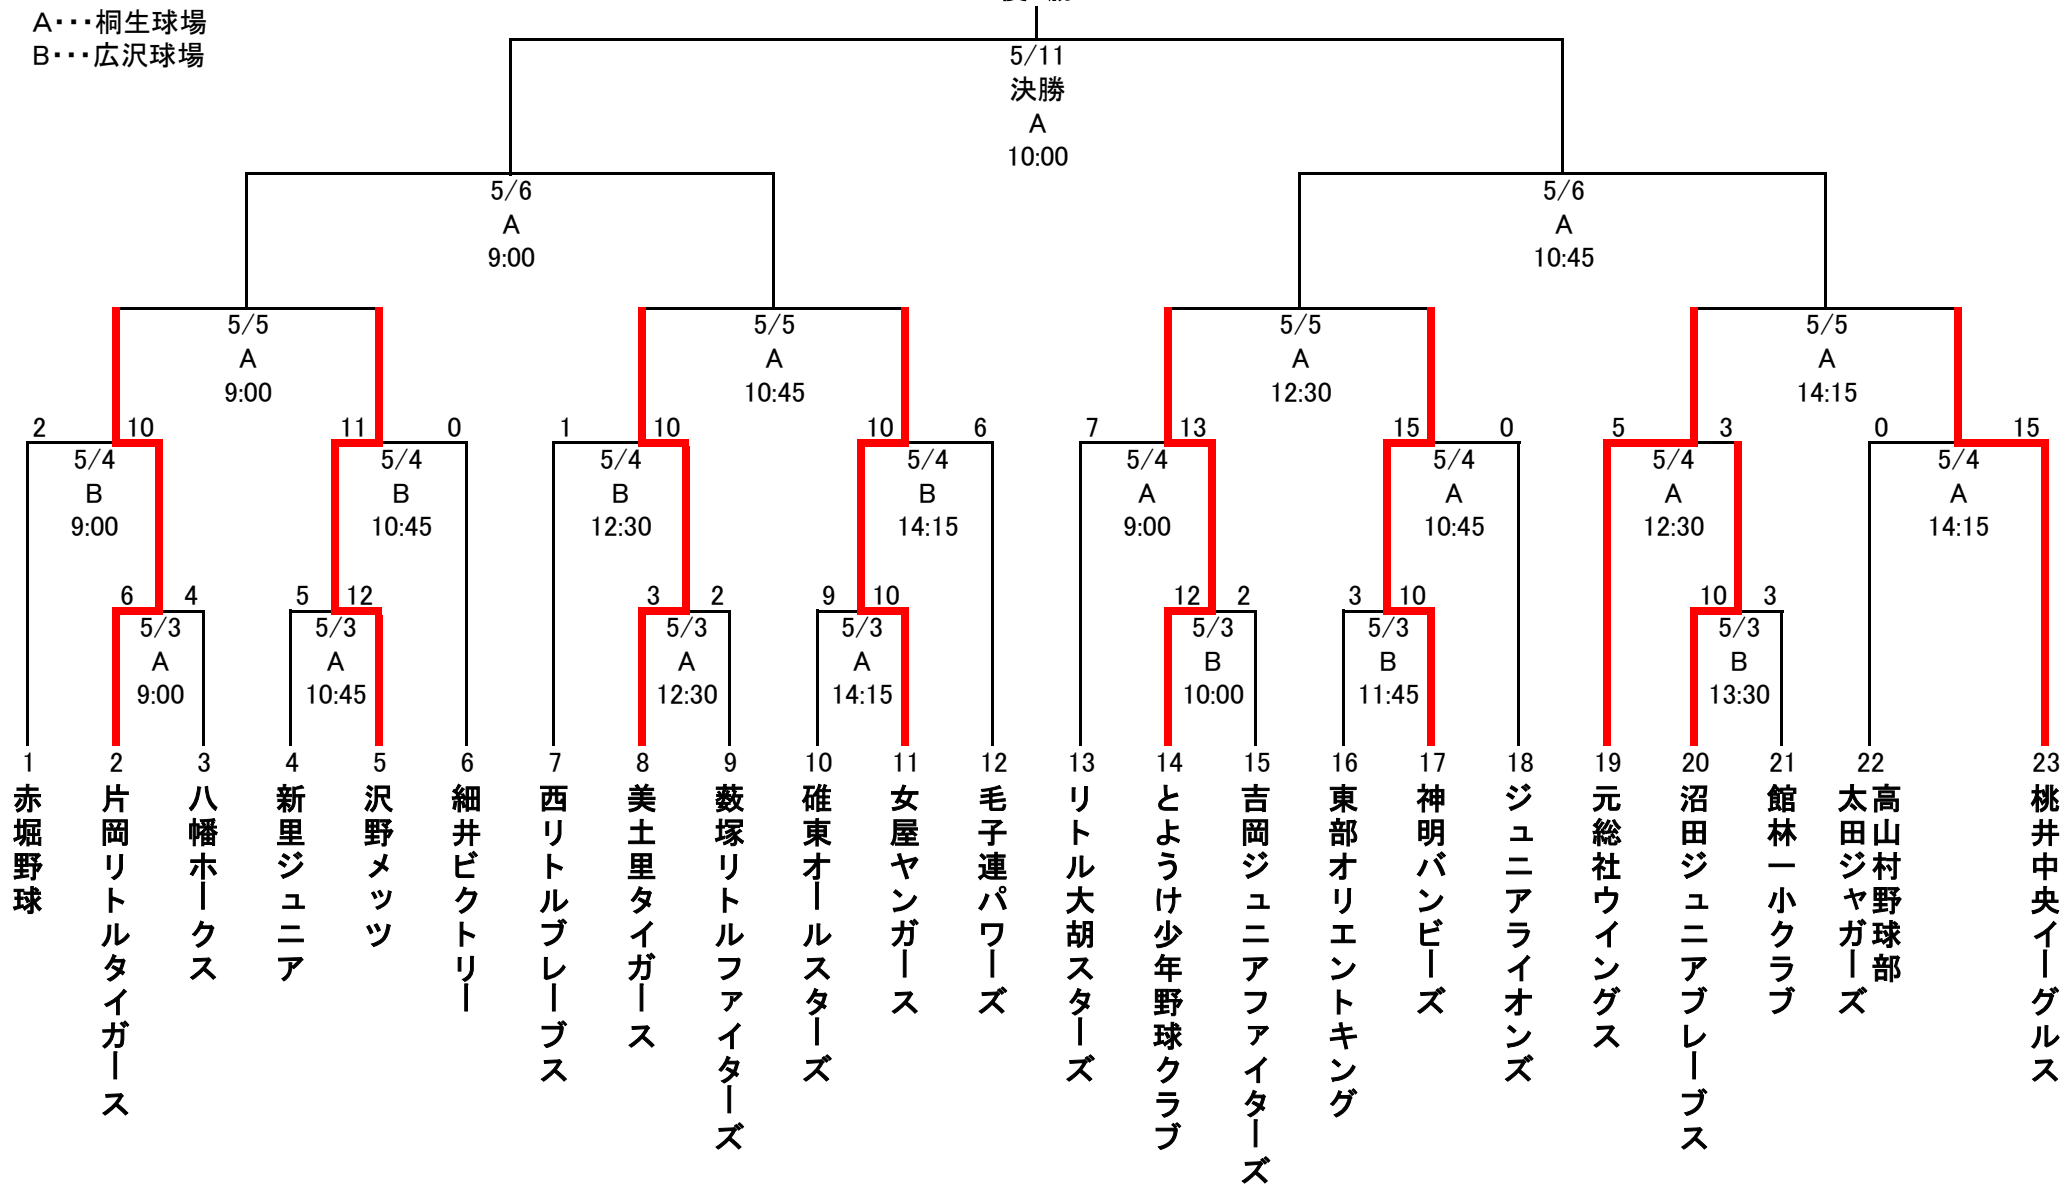 A･･･桐生球場
B･･･広沢球場
5/11
決勝
A
10:00
5/6
A
9:00
5/6
A
10:45
5/5
A
9:00
5/5
A
10:45
5/5
A
12:30
5/5
A
14:15
2 10 11 0 1 10 10 6 7 13 15 0 5 3 0 15
5/4
B
9:00
5/4
B
10:45
5/4
B
12:30
5/4
B
14:15
5/4
A
9:00
5/4
A
10:45
5/4
A
12:30
5/4
A
14:15
6 4 5 12 3 2 9 10 12 2 3 10 10 3
5/3
A
9:00
5/3
A
10:45
5/3
A
12:30
5/3
A
14:15
5/3
B
10:00
5/3
B
11:45
5/3
B
13:30
1
赤堀野球
2
片岡リトルタイガース
3
八幡ホークス
4
新里ジュニア
5
沢野メッツ
6
細井ビクトリー
7
西リトルブレーブス
8
美土里タイガース
9
薮塚リトルファイターズ
10
碓東オールスターズ
11
女屋ヤンガース
12
毛子連パワーズ
13
リトル大胡スターズ
14
とようけ少年野球クラブ
15
吉岡ジュニアファイターズ
16
東部オリエントキング
17
神明バンビーズ
18
ジュニアライオンズ
19
元総社ウイングス
20
沼田ジュニアブレーブス
21
館林一小クラブ
22
高山村野球部
太田ジャガーズ
23
桃井中央イーグルス